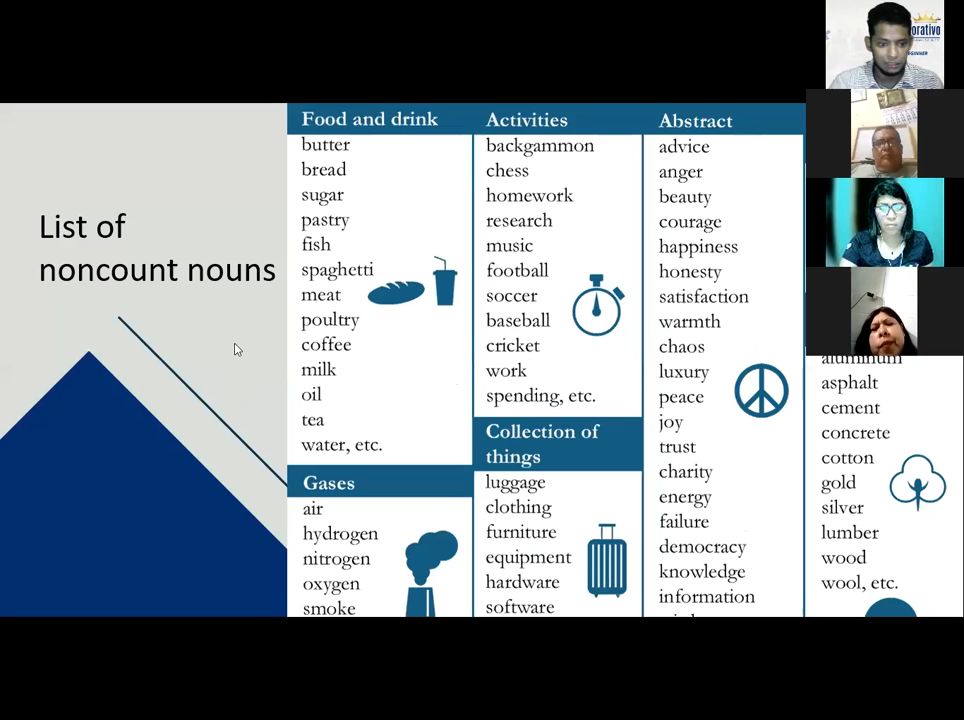 List of
noncount nouns
Food and drink
butter
bread
sugar
pastry
fish
spaghetti
meat
poultry
coffee
milk
oil
tea
water, etc.
Gases
air
hydrogen
nitrogen
oxygen
smoke
Activities
backgammon
chess
homework
research
music
football
soccer
baseball
cricket
work
spending, etc.
Collection of
things
luggage
clothing
furniture
equipment
hardware
software
Abstract
advice
anger
beauty
courage
happiness
honesty
satisfaction
warmth
chaos
luxury
peace
joy
trust
charity
energy
failure
democracy
knowledge
information
aluminum
asphalt
cement
concrete
cotton
gold
silver
lumber
wood
wool, etc.
orativo